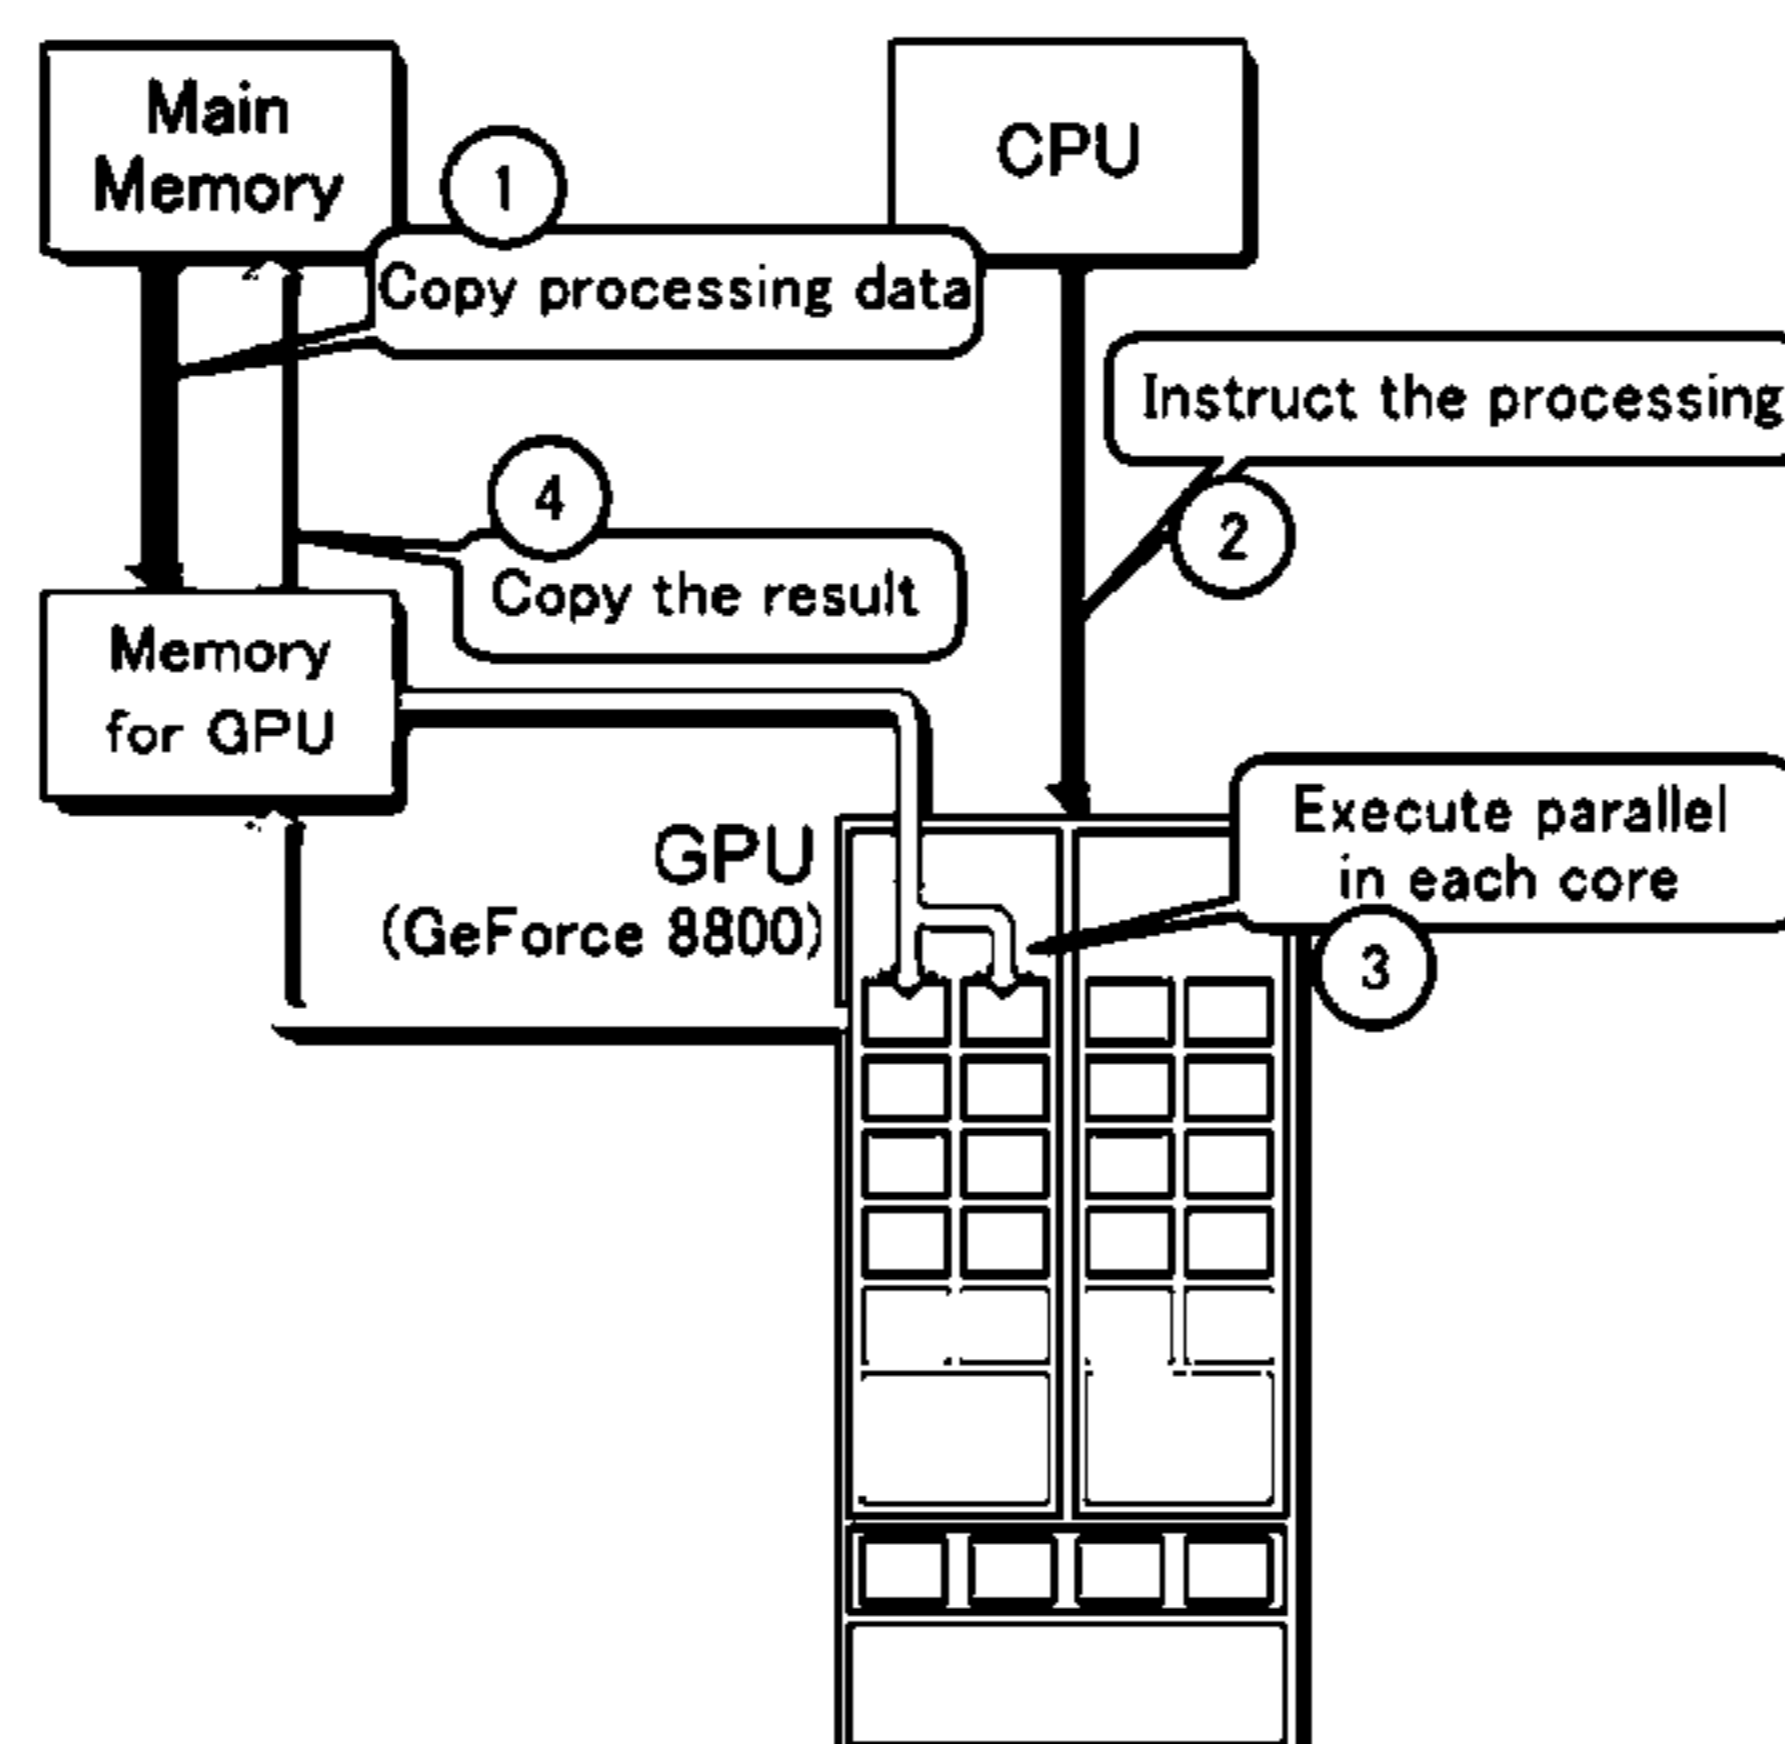 Main
Memory
CPU
1
Copy processing data
Instruct the processing
2
4
Copy the result
Memory
for GPU
GPU
(GeForce 8800)
Execute parallel
in each core
3